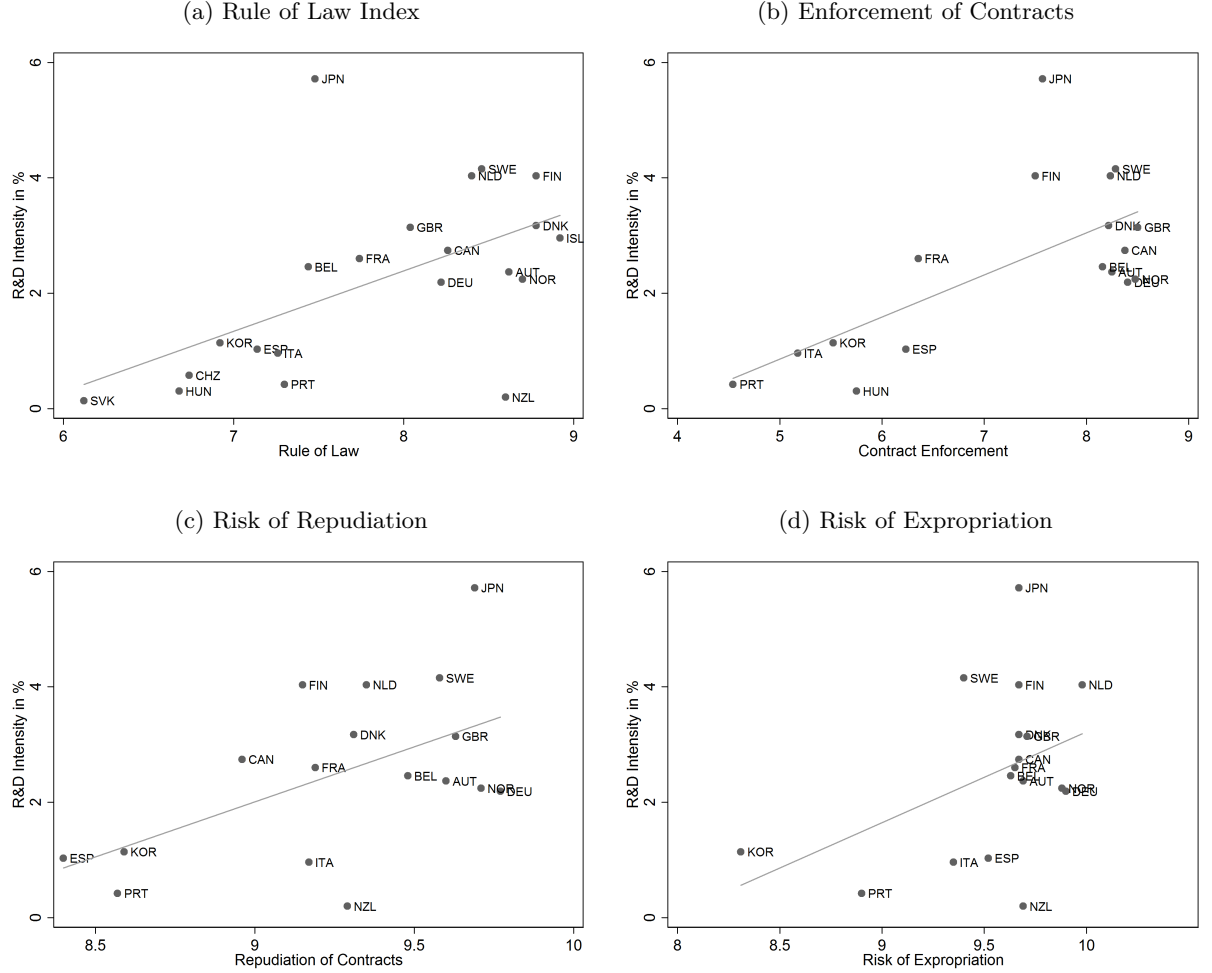 (a) Rule of Law Index
R&D Intensity in %
6
4
2
0
JPN
SWE
NLD
FIN
GBR
DNK
ISL
CAN
FRA
BEL
AUT
NOR
DEU
KOR
ESP
ITA
CHZ
PRT
HUN
NZL
SVK
6 7 8 9
Rule of Law
(b) Enforcement of Contracts
R&D Intensity in %
6
4
2
0
JPN
SWE
NLD
FIN
DNK
GBR
CAN
FRA
BEL
AUT
NOR
DEU
KOR
ESP
ITA
PRT
HUN
4 5 6 7 8 9
Contract Enforcement
(c) Risk of Repudiation
R&D Intensity in %
6
4
2
0
JPN
SWE
FIN
NLD
DNK
GBR
CAN
FRA
BEL
AUT
NOR
DEU
KOR
ESP
ITA
PRT
NZL
8.5 9 9.5 10
Repudiation of Contracts
(d) Risk of Expropriation
R&D Intensity in %
6
4
2
0
JPN
SWE
FIN
NLD
DNK
GBR
CAN
FRA
BEL
AUT
NOR
DEU
KOR
ESP
ITA
PRT
NZL
8 8.5 9 9.5 10
Risk of Expropriation